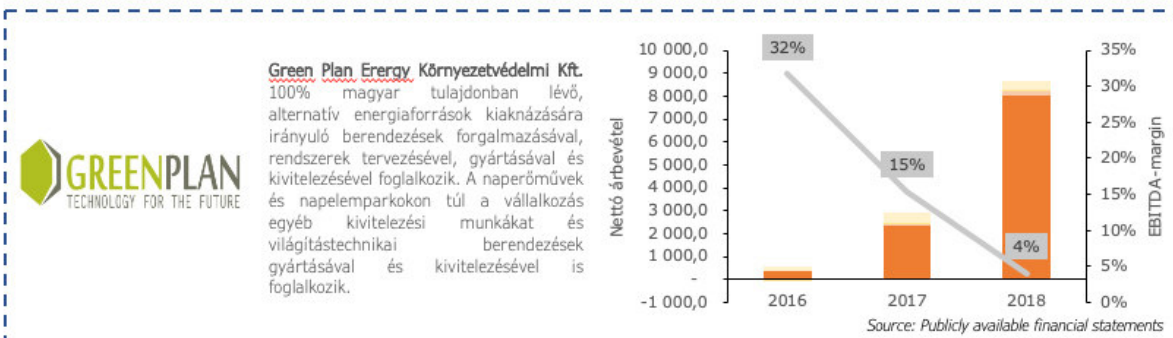 GREENPLAN
TECHNOLOGY FOR THE FUTURE
Green Plan Erergy Környezetvédelmi Kft.
100% magyar tulajdonban lévő,
alternatív energiaforrások kiaknázására
irányuló berendezések forgalmazásával,
rendszerek tervezésével, gyártásával és
kivitelezésével foglalkozik. A naperőművek
és napelemparkokon túl a vállalkozás
egyéb kivitelezési munkákat és
világítástechnikai berendezések
gyártásával és kivitelezésével is
foglalkozik.
Nettó árbevétel
10 000,0
9 000,0
8 000,0
7 000,0
6 000,0
5 000,0
4 000,0
3 000,0
2 000,0
1 000,0
-
-1 000,0
32%
15%
4%
2016 2017 2018
35%
30%
25%
20%
15%
10%
5%
0%
EBITDA-margin
Source: Publicly available financial statements